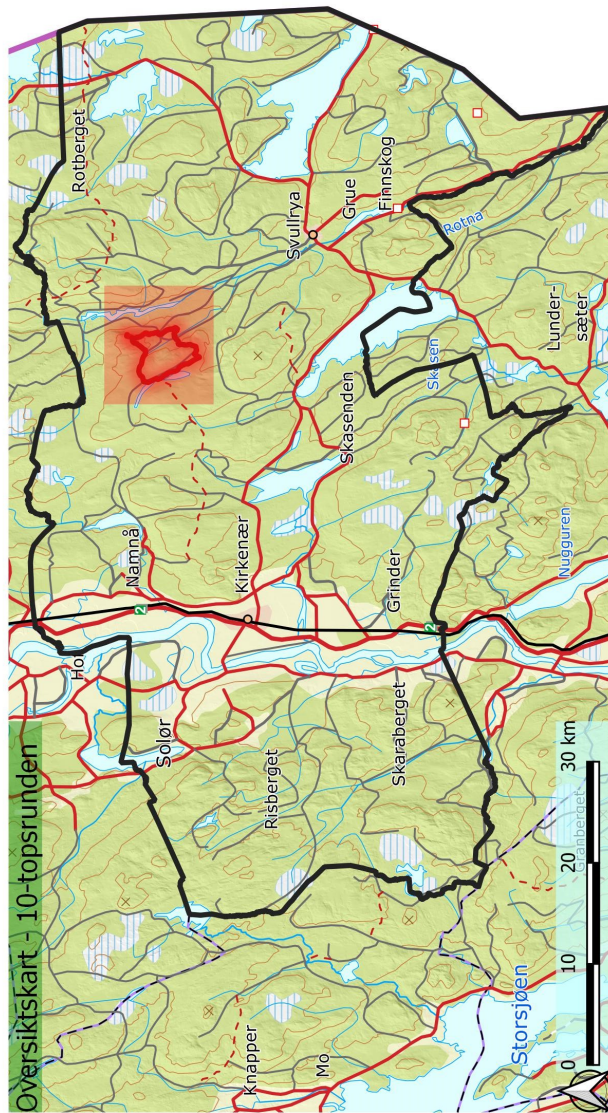 Oversiktskart - 10-topsrunden
Rotberget
Hof
Namnå
Solør
Kirkenær
Svullrya
Risberget
Grue
Finnskog
Skasenden
Knapper
Mo
Skaraberget
Grinder
2
2
Rotna
Skasen
Storsjøen
Granberget
Nugguren
Lunder-
sæter
0 10 20 30 km